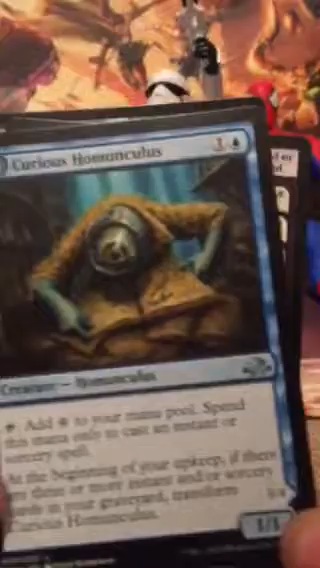 Curious Homunculus 1
Creature — Homunculus
: Add to your mana pool. Spend
this mana only to cast an instant or
sorcery spell.
At the beginning of your upkeep, if there
are three or more instant and/or sorcery
cards in your graveyard, transform
Curious Homunculus.
3/4
1/1